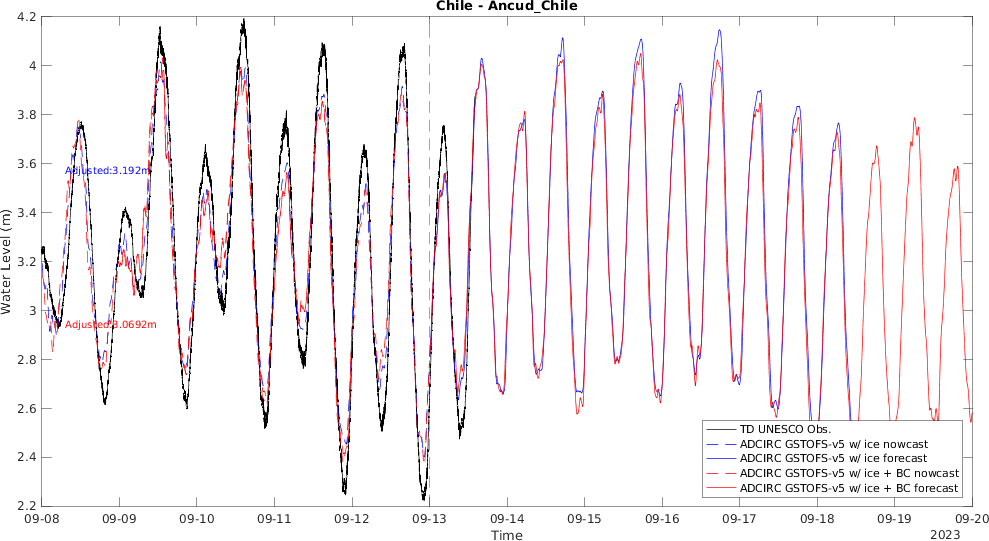 Chile - Ancud_Chile
4.2
4
3.8
3.6
3.4
3.2
3
2.8
2.6
2.4
2.2
Water Level (m)
Adjusted:3.192m
Adjusted:3.0692m
TD UNESCO Obs.
ADCIRC GSTOFS-v5 w/ ice nowcast
ADCIRC GSTOFS-v5 w/ ice forecast
ADCIRC GSTOFS-v5 w/ ice + BC nowcast
ADCIRC GSTOFS-v5 w/ ice + BC forecast
09-08 09-09 09-10 09-11 09-12 09-13 09-14 09-15 09-16 09-17 09-18 09-19 09-20
Time
2023